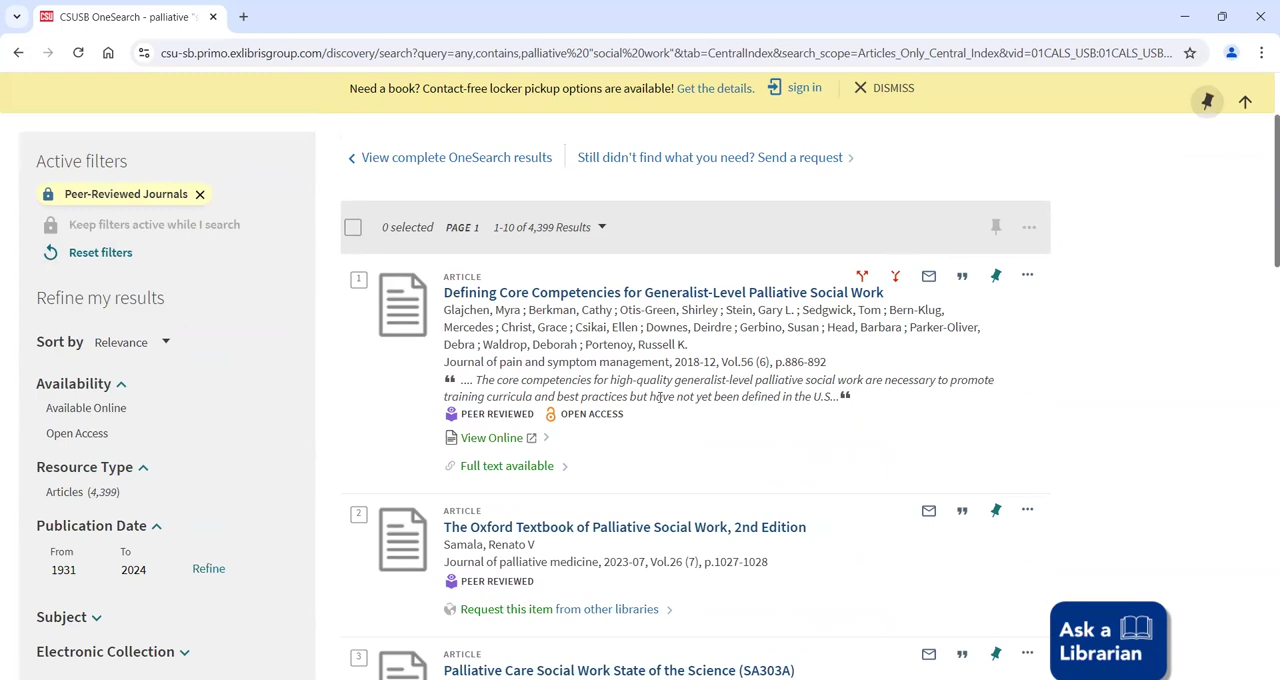 CSU
CSUSB OneSearch - palliative "s
csu-sb.primo.exlibrisgroup.com/discovery/search?query=any,contains,palliative%20"social%20work"&tab=CentralIndex&search_scope=Articles_Only_Central_Index&vid=01CALS_USB:01CALS_USB...
Need a book? Contact-free locker pickup options are available! Get the details. sign in DISMISS
Active filters
Peer-Reviewed Journals
Keep filters active while I search
Reset filters
Refine my results
Sort by Relevance
Availability
Available Online
Open Access
Resource Type
Articles (4,399)
Publication Date
From To
1931 2024 Refine
Subject
Electronic Collection
View complete OneSearch results Still didn't find what you need? Send a request
0 selected PAGE 1 1-10 of 4,399 Results
1
ARTICLE
Defining Core Competencies for Generalist-Level Palliative Social Work
Glajchen, Myra ; Berkman, Cathy ; Otis-Green, Shirley ; Stein, Gary L. ; Sedgwick, Tom ; Bern-Klug,
Mercedes ; Christ, Grace ; Csikai, Ellen ; Downes, Deirdre ; Gerbino, Susan ; Head, Barbara ; Parker-Oliver,
Debra ; Waldrop, Deborah ; Portenoy, Russell K.
Journal of pain and symptom management, 2018-12, Vol.56 (6), p.886-892
❝ .... The core competencies for high-quality generalist-level palliative social work are necessary to promote
training curricula and best practices but have not yet been defined in the U.S...❝
PEER REVIEWED OPEN ACCESS
View Online
Full text available
2
ARTICLE
The Oxford Textbook of Palliative Social Work, 2nd Edition
Samala, Renato V
Journal of palliative medicine, 2023-07, Vol.26 (7), p.1027-1028
PEER REVIEWED
Request this item from other libraries
3
ARTICLE
Palliative Care Social Work State of the Science (SA303A)
Ask a
Librarian